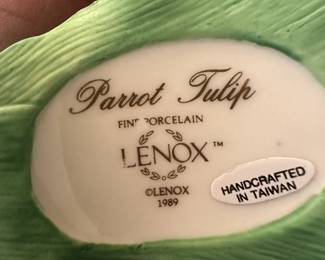 Parrot Tulip
FINE PORCELAIN
LENOX™
©LENOX
1989
HANDCRAFTED
IN TAIWAN